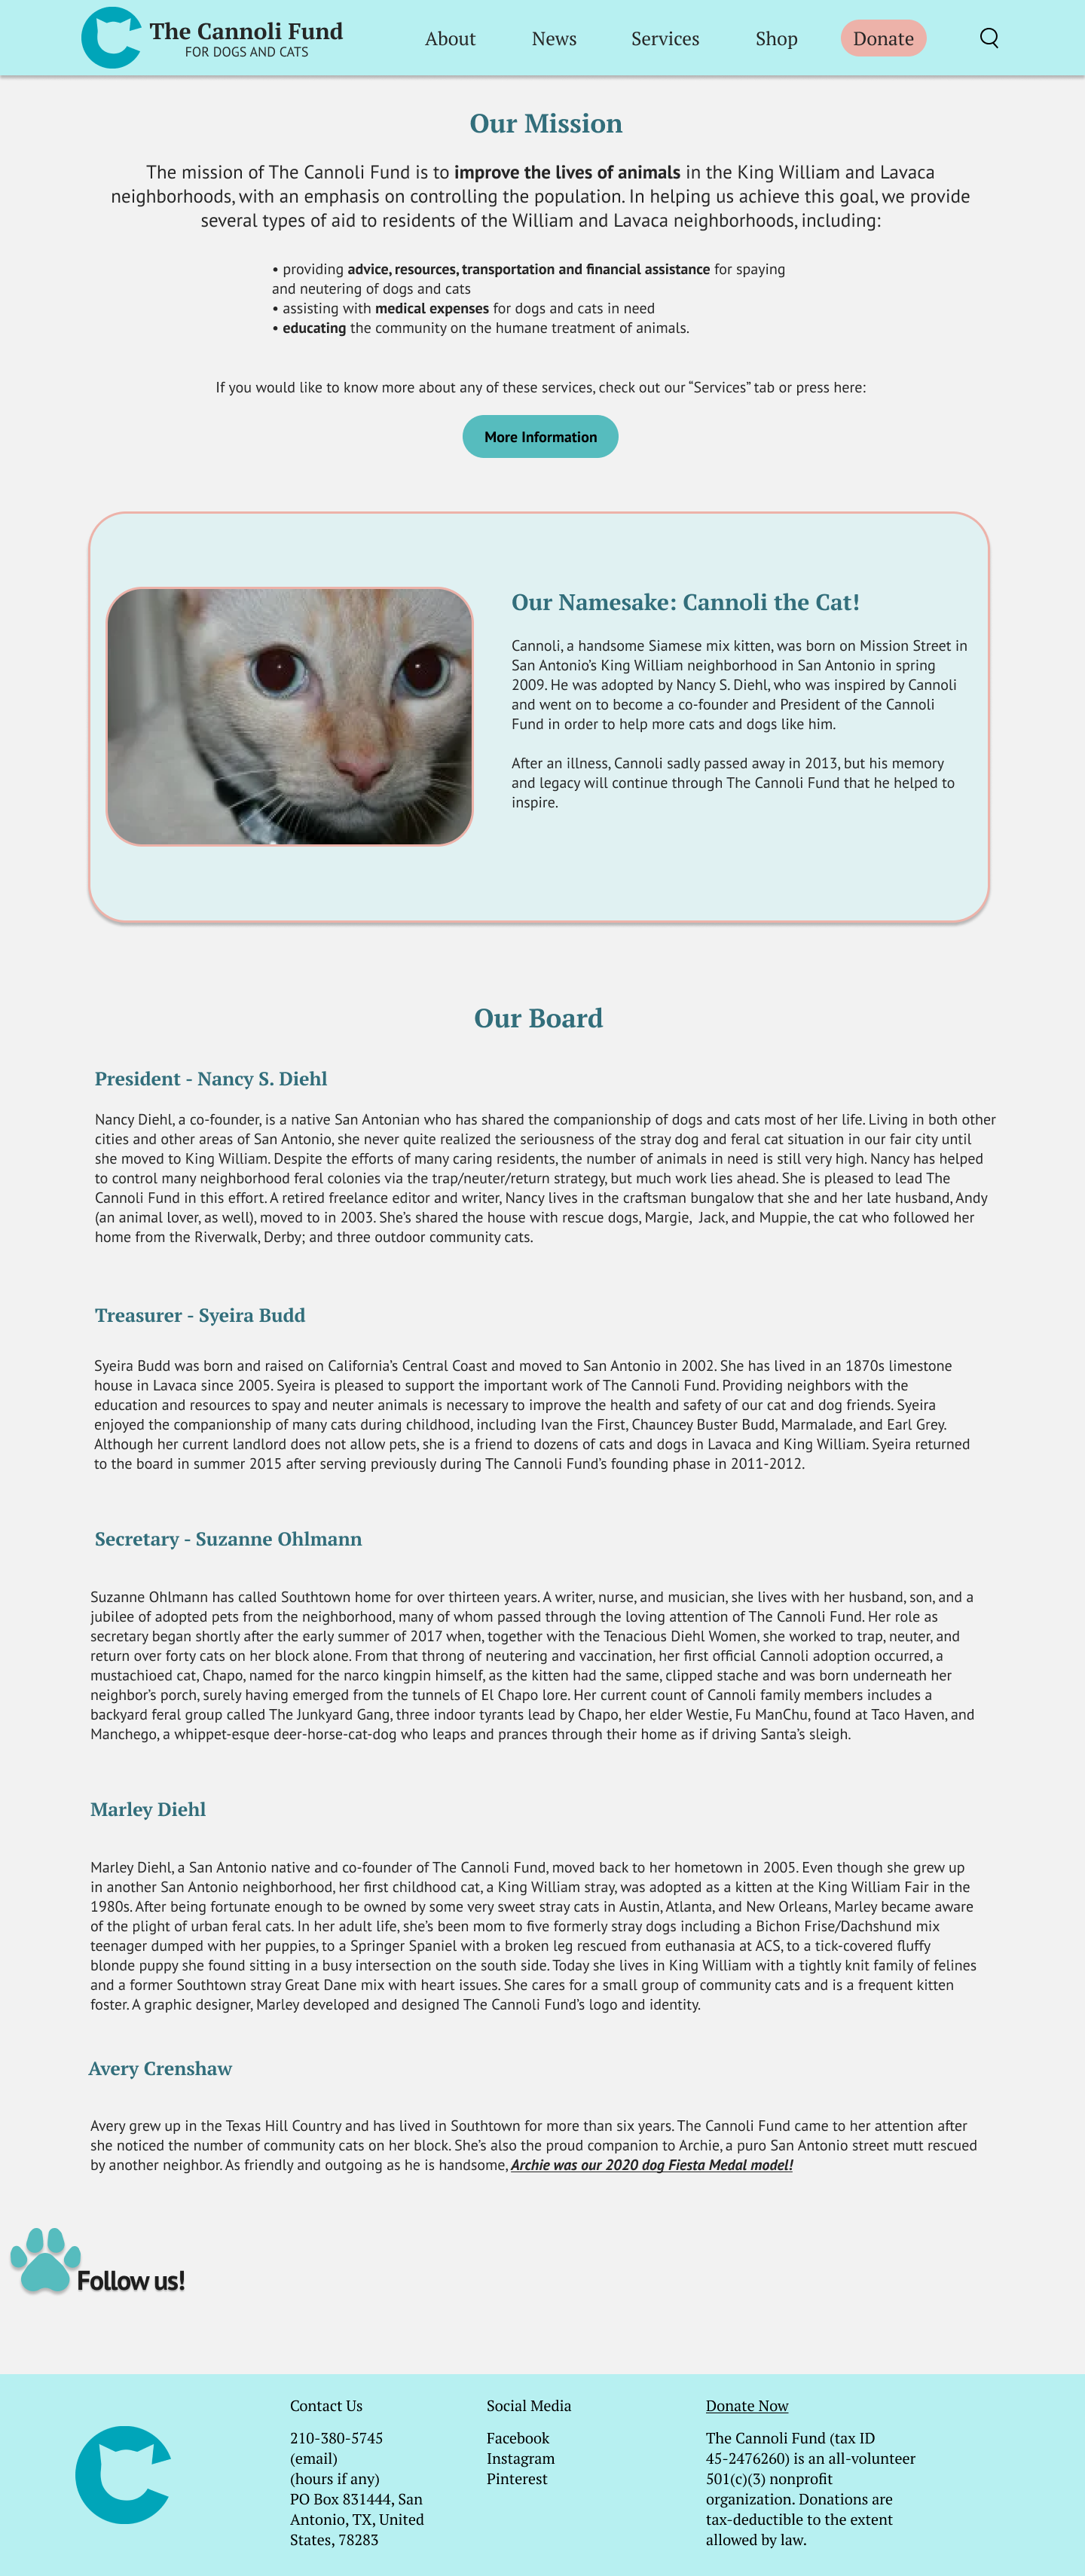 The Cannoli Fund
FOR DOGS AND CATS
About
News
Services
Shop
Donate
Our Mission
The mission of The Cannoli Fund is to improve the lives of animals in the King William and Lavaca
neighborhoods, with an emphasis on controlling the population. In helping us achieve this goal, we provide
several types of aid to residents of the William and Lavaca neighborhoods, including:
• providing advice, resources, transportation and financial assistance for spaying
and neutering of dogs and cats
• assisting with medical expenses for dogs and cats in need
• educating the community on the humane treatment of animals.
If you would like to know more about any of these services, check out our “Services” tab or press here:
More Information
Our Namesake: Cannoli the Cat!
Cannoli, a handsome Siamese mix kitten, was born on Mission Street in
San Antonio’s King William neighborhood in San Antonio in spring
2009. He was adopted by Nancy S. Diehl, who was inspired by Cannoli
and went on to become a co-founder and President of the Cannoli
Fund in order to help more cats and dogs like him.
After an illness, Cannoli sadly passed away in 2013, but his memory
and legacy will continue through The Cannoli Fund that he helped to
inspire.
Our Board
President - Nancy S. Diehl
Nancy Diehl, a co-founder, is a native San Antonian who has shared the companionship of dogs and cats most of her life. Living in both other
cities and other areas of San Antonio, she never quite realized the seriousness of the stray dog and feral cat situation in our fair city until
she moved to King William. Despite the efforts of many caring residents, the number of animals in need is still very high. Nancy has helped
to control many neighborhood feral colonies via the trap/neuter/return strategy, but much work lies ahead. She is pleased to lead The
Cannoli Fund in this effort. A retired freelance editor and writer, Nancy lives in the craftsman bungalow that she and her late husband, Andy
(an animal lover, as well), moved to in 2003. She’s shared the house with rescue dogs, Margie, Jack, and Muppie, the cat who followed her
home from the Riverwalk, Derby; and three outdoor community cats.
Treasurer - Syeira Budd
Syeira Budd was born and raised on California’s Central Coast and moved to San Antonio in 2002. She has lived in an 1870s limestone
house in Lavaca since 2005. Syeira is pleased to support the important work of The Cannoli Fund. Providing neighbors with the
education and resources to spay and neuter animals is necessary to improve the health and safety of our cat and dog friends. Syeira
enjoyed the companionship of many cats during childhood, including Ivan the First, Chauncey Buster Budd, Marmalade, and Earl Grey.
Although her current landlord does not allow pets, she is a friend to dozens of cats and dogs in Lavaca and King William. Syeira returned
to the board in summer 2015 after serving previously during The Cannoli Fund’s founding phase in 2011-2012.
Secretary - Suzanne Ohlmann
Suzanne Ohlmann has called Southtown home for over thirteen years. A writer, nurse, and musician, she lives with her husband, son, and a
jubilee of adopted pets from the neighborhood, many of whom passed through the loving attention of The Cannoli Fund. Her role as
secretary began shortly after the early summer of 2017 when, together with the Tenacious Diehl Women, she worked to trap, neuter, and
return over forty cats on her block alone. From that throng of neutering and vaccination, her first official Cannoli adoption occurred, a
mustachioed cat, Chapo, named for the narco kingpin himself, as the kitten had the same, clipped stache and was born underneath her
neighbor’s porch, surely having emerged from the tunnels of El Chapo lore. Her current count of Cannoli family members includes a
backyard feral group called The Junkyard Gang, three indoor tyrants lead by Chapo, her elder Westie, Fu ManChu, found at Taco Haven, and
Manchego, a whippet-esque deer-horse-cat-dog who leaps and prances through their home as if driving Santa’s sleigh.
Marley Diehl
Marley Diehl, a San Antonio native and co-founder of The Cannoli Fund, moved back to her hometown in 2005. Even though she grew up
in another San Antonio neighborhood, her first childhood cat, a King William stray, was adopted as a kitten at the King William Fair in the
1980s. After being fortunate enough to be owned by some very sweet stray cats in Austin, Atlanta, and New Orleans, Marley became aware
of the plight of urban feral cats. In her adult life, she’s been mom to five formerly stray dogs including a Bichon Frise/Dachshund mix
teenager dumped with her puppies, to a Springer Spaniel with a broken leg rescued from euthanasia at ACS, to a tick-covered fluffy
blonde puppy she found sitting in a busy intersection on the south side. Today she lives in King William with a tightly knit family of felines
and a former Southtown stray Great Dane mix with heart issues. She cares for a small group of community cats and is a frequent kitten
foster. A graphic designer, Marley developed and designed The Cannoli Fund’s logo and identity.
Avery Crenshaw
Avery grew up in the Texas Hill Country and has lived in Southtown for more than six years. The Cannoli Fund came to her attention after
she noticed the number of community cats on her block. She’s also the proud companion to Archie, a puro San Antonio street mutt rescued
by another neighbor. As friendly and outgoing as he is handsome, Archie was our 2020 dog Fiesta Medal model!
Follow us!
Contact Us
210-380-5745
(email)
(hours if any)
PO Box 831444, San
Antonio, TX, United
States, 78283
Social Media
Facebook
Instagram
Pinterest
Donate Now
The Cannoli Fund (tax ID
45-2476260) is an all-volunteer
501(c)(3) nonprofit
organization. Donations are
tax-deductible to the extent
allowed by law.